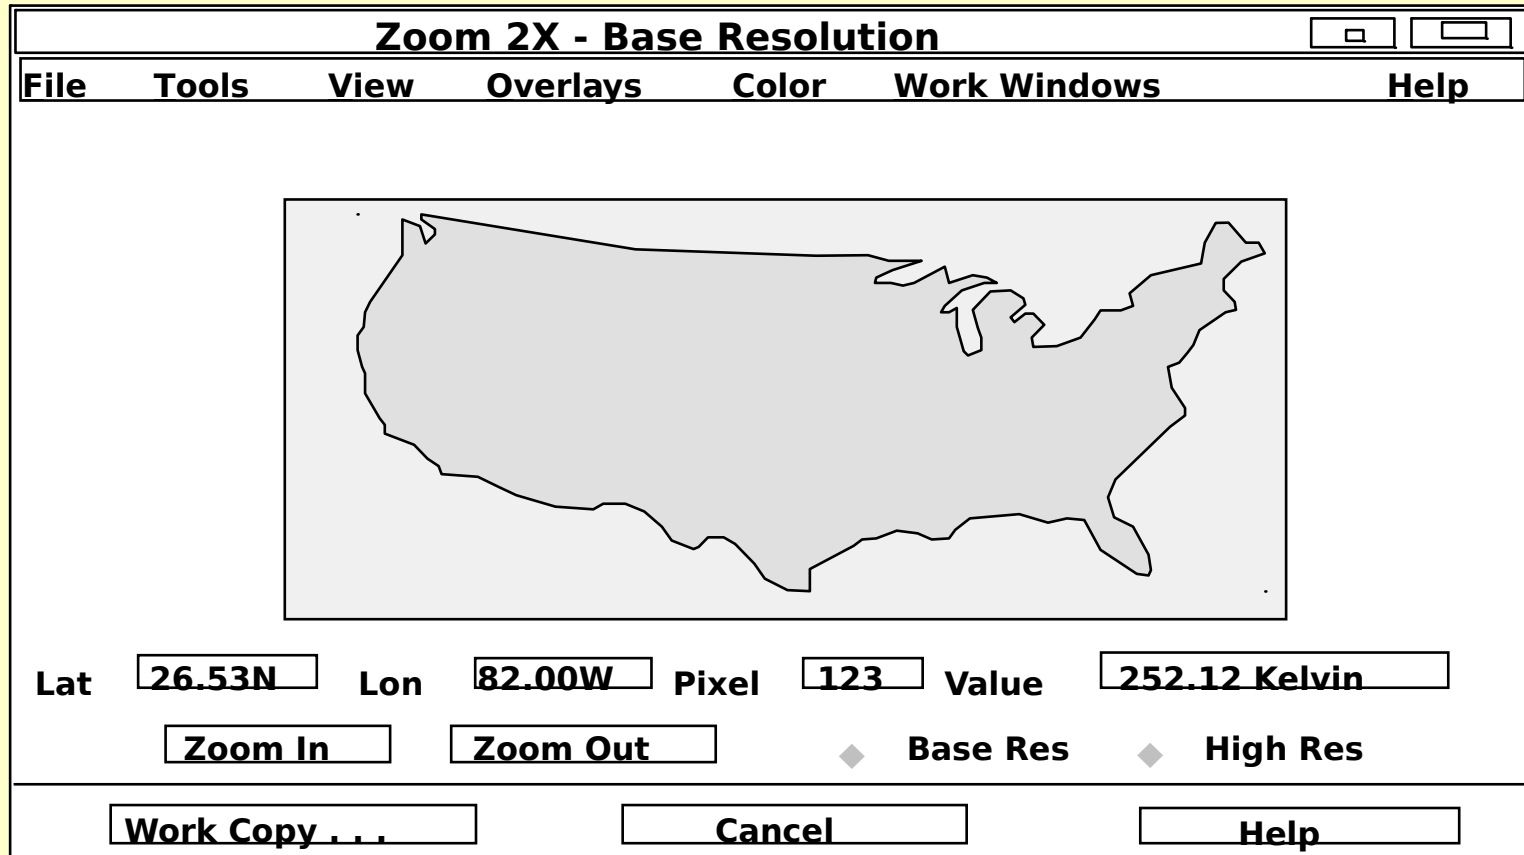 Zoom 2X - Base Resolution
File Tools View Overlays Color Work Windows Help
Lat 26.53N Lon 82.00W Pixel 123 Value 252.12 Kelvin
Zoom In Zoom Out Base Res High Res
Work Copy . . . Cancel Help